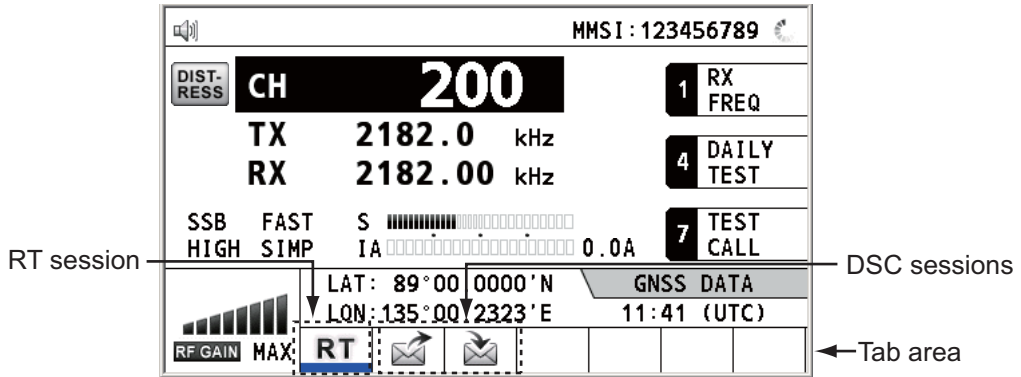 MMSI:123456789
DIST-
RESS
CH 200
1 RX
FREQ
TX 2182.0 kHz
RX 2182.00 kHz
4 DAILY
TEST
SSB FAST S
HIGH SIMP IA 0.0A
7 TEST
CALL
RT session
DSC sessions
LAT: 89°00.0000'N
LON:135°00.2323'E
GNSS DATA
11:41 (UTC)
RF GAIN MAX
RT
Tab area